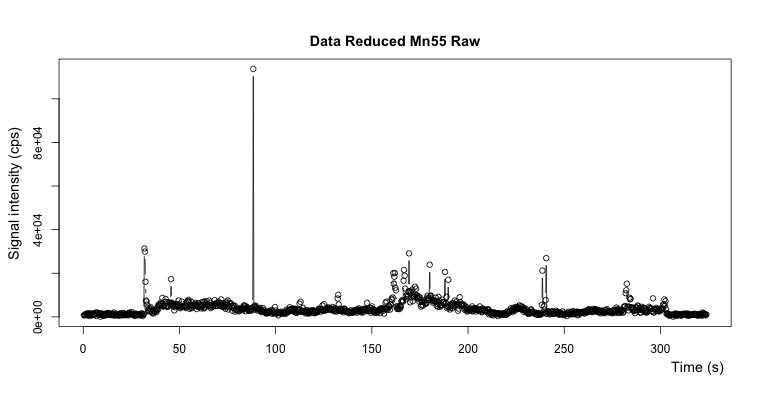 Data Reduced Mn55 Raw
Signal intensity (cps)
8e+04
4e+04
0e+00
0 50 100 150 200 250 300
Time (s)